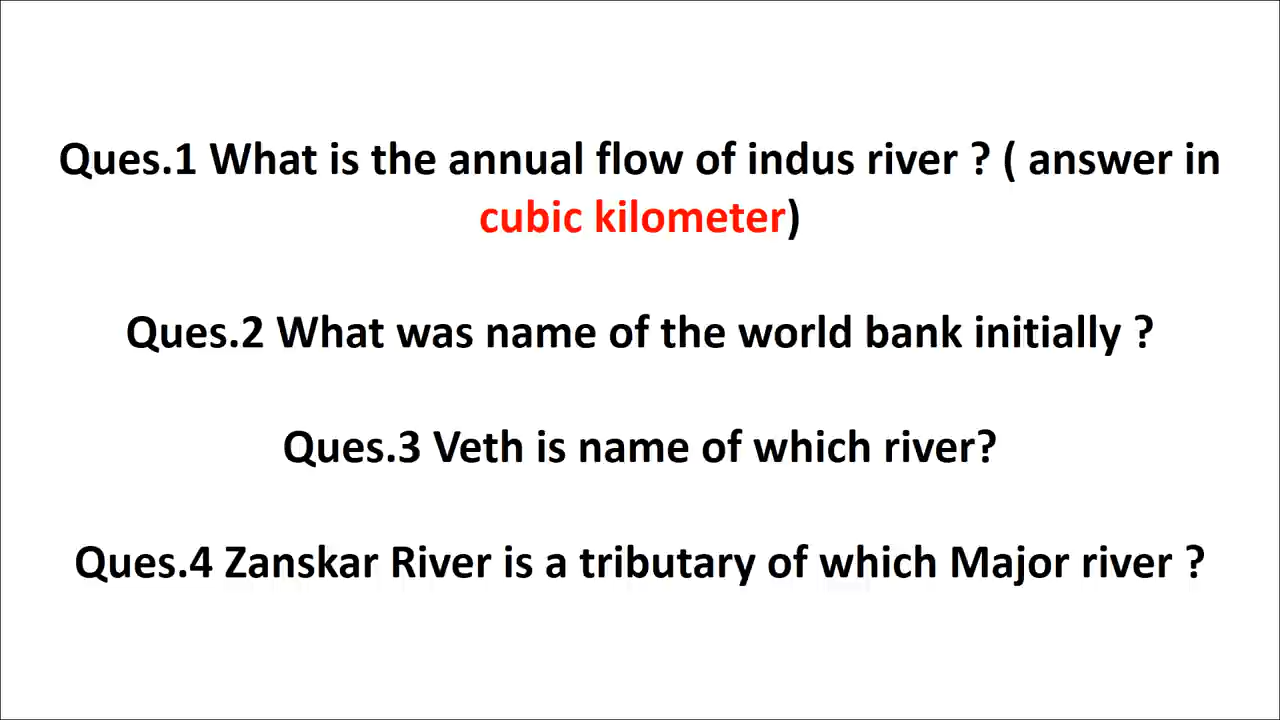 Ques.1 What is the annual flow of indus river ? ( answer in
cubic kilometer)
Ques.2 What was name of the world bank initially ?
Ques.3 Veth is name of which river?
Ques.4 Zanskar River is a tributary of which Major river ?